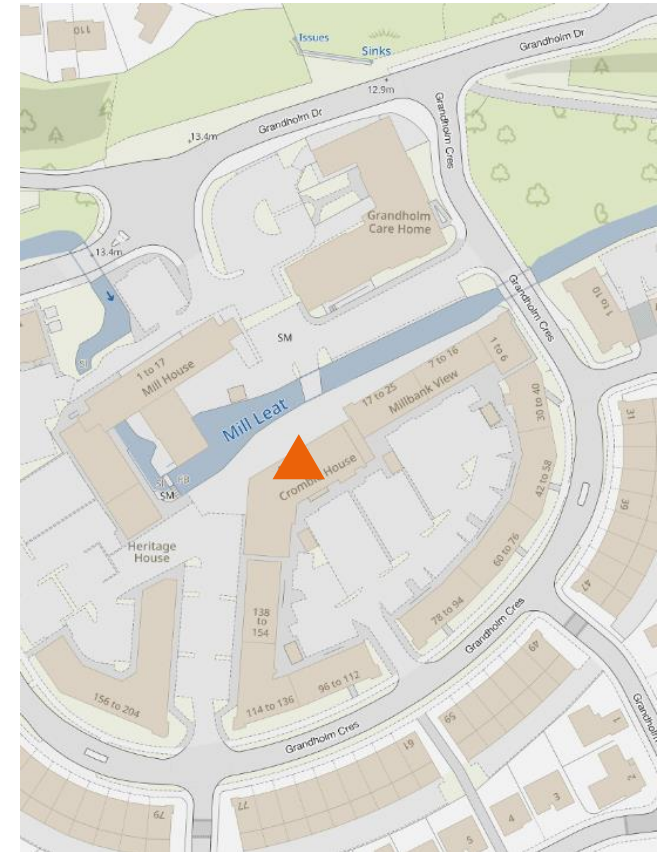 110
Issues
Sinks
Grandholm Dr
12.9m
Grandholm Dr
13.4m
Grandholm Cres
Grandholm
Care Home
13.4m
Grandholm Cres
1 to 10
SM
1 to 17
Mill House
1 to 6
7 to 16
17 to 25
Millbank View
Mill Leat
30 to 40
31
42 to 58
39
SM
Heritage
House
60 to 76
47
138
to
154
78 to 94
Grandholm Cres
49
156 to 204
114 to 136
96 to 112
59
1
2
Grandholm Cres
61
3
79
77
4
5